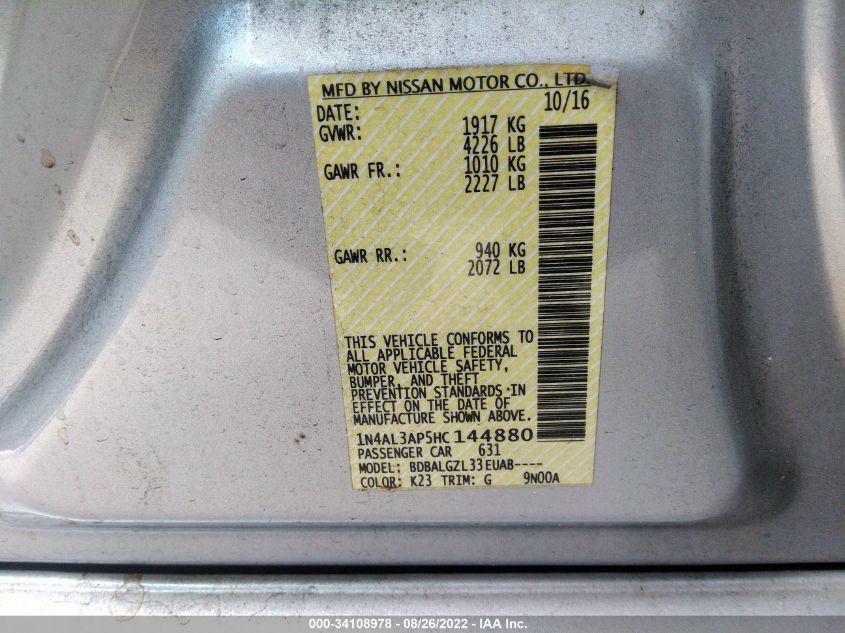 MFD BY NISSAN MOTOR CO., LTD.
DATE: 10/16
GVWR: 1917 KG
4226 LB
GAWR FR.: 1010 KG
2227 LB
GAWR RR.: 940 KG
2072 LB
THIS VEHICLE CONFORMS TO
ALL APPLICABLE FEDERAL
MOTOR VEHICLE SAFETY,
BUMPER, AND THEFT
PREVENTION STANDARDS IN
EFFECT ON THE DATE OF
MANUFACTURE SHOWN ABOVE.
1N4AL3AP5HC144880
PASSENGER CAR 631
MODEL: BDBALGZL33EUAB----
COLOR: K23 TRIM: G 9N00A
000-34108978 - 08/26/2022 - IAA Inc.